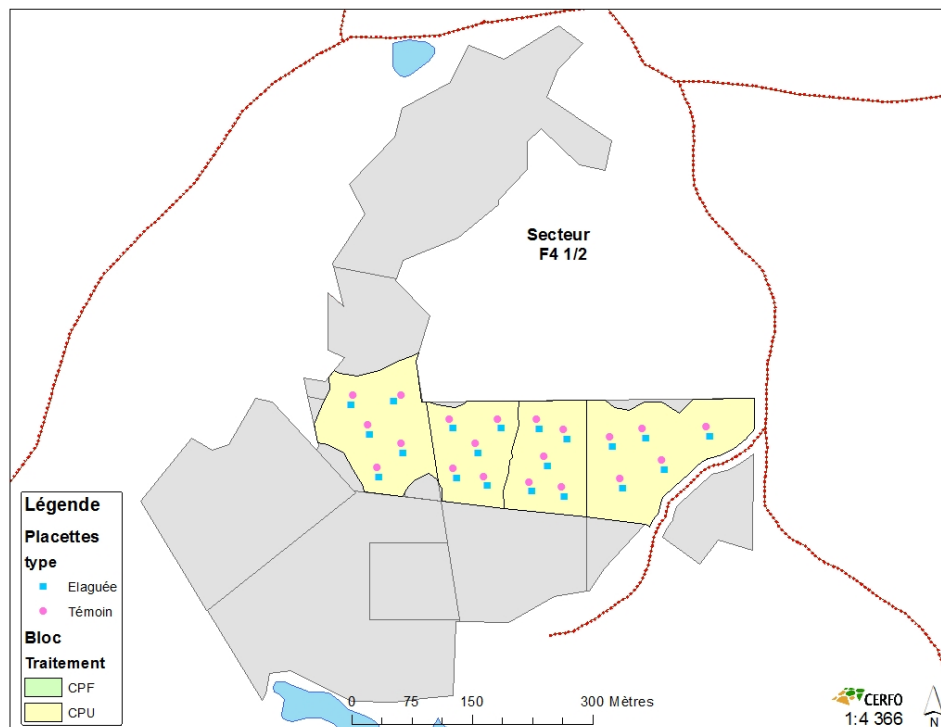 Secteur
F4 1/2
Légende
Placettes
type
Elaguée
Témoin
Bloc
Traitement
CPF
CPU
0 75 150 300 Mètres
CERFO
1:4 366
N